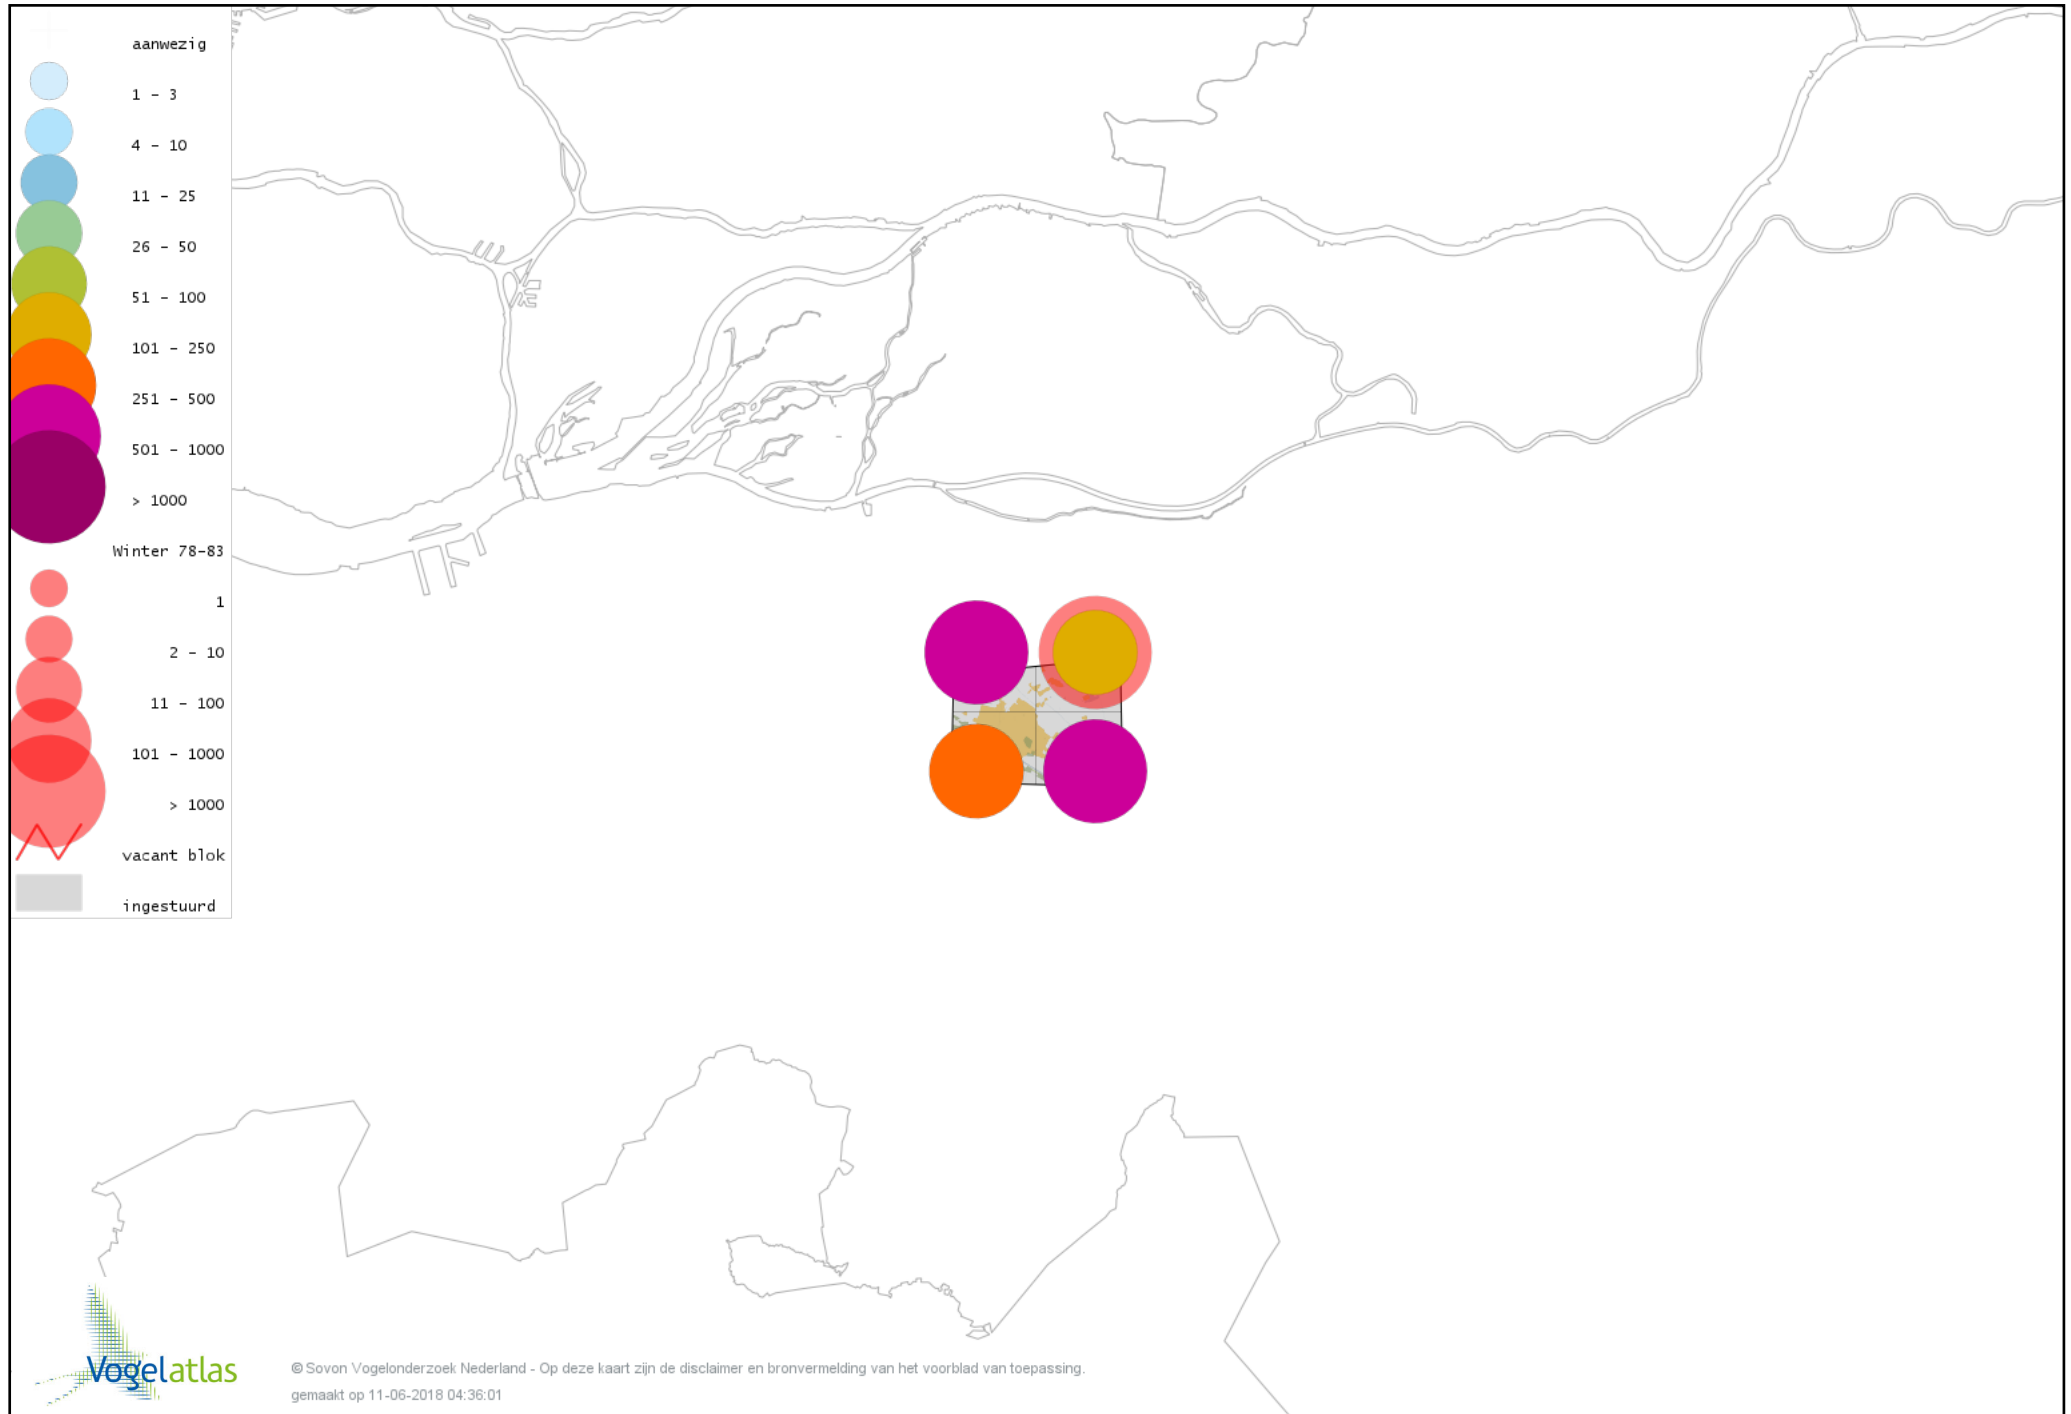 aanwezig
1 - 3
4 - 10
11 - 25
26 - 50
51 - 100
101 - 250
251 - 500
501 - 1000
> 1000
Winter 78-83
1
2 - 10
11 - 100
101 - 1000
> 1000
vacant blok
ingestuurd
Vogelatlas
© Sovon Vogelonderzoek Nederland - Op deze kaart zijn de disclaimer en bronvermelding van het voorblad van toepassing.
gemaakt op 11-06-2018 04:36:01